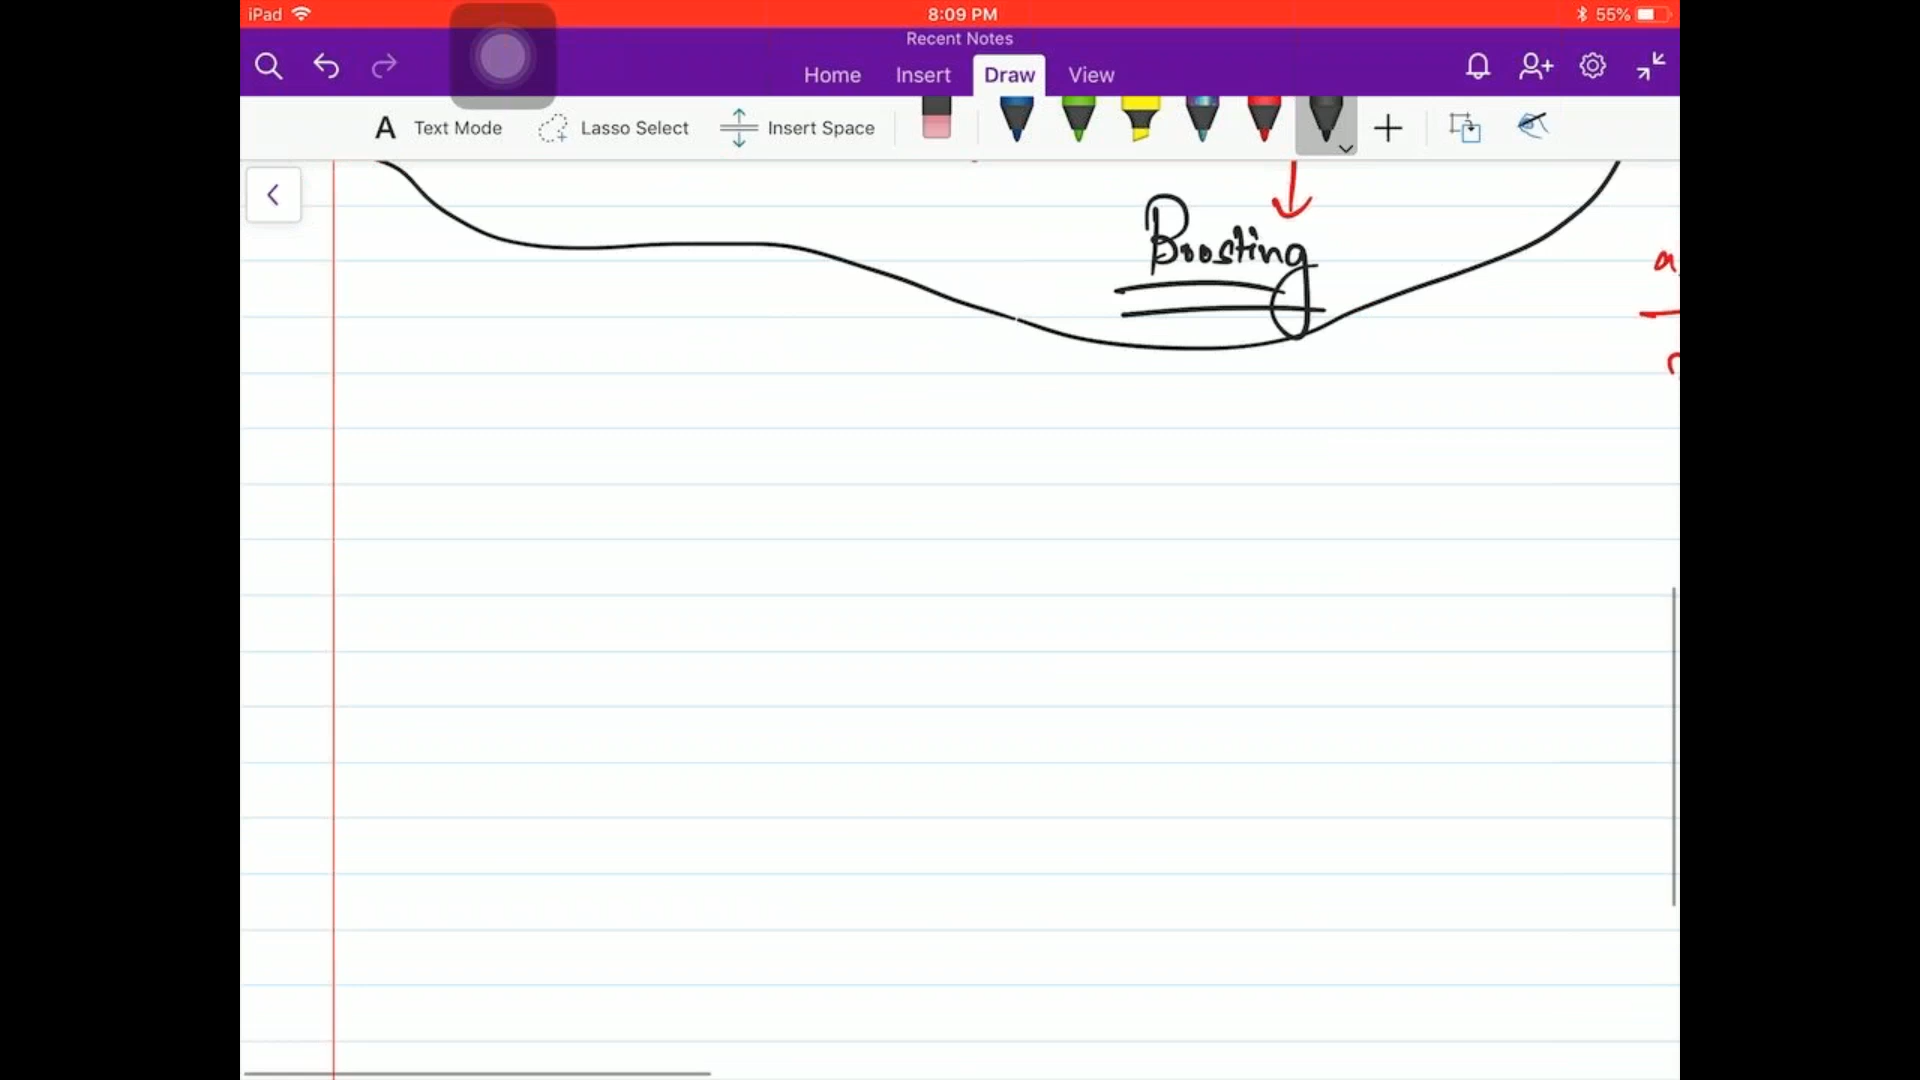 iPad 8:09 PM 55%
Recent Notes
Home Insert Draw View
A Text Mode Lasso Select Insert Space
Boosting
a